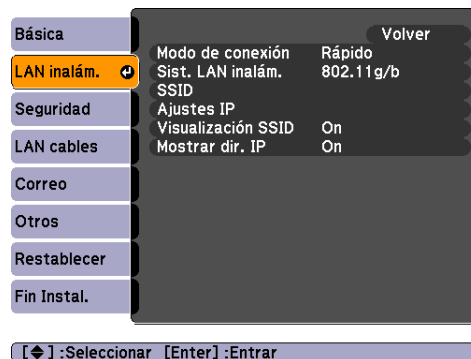 Básica
LAN inalám.
Seguridad
LAN cables
Correo
Otros
Restablecer
Fin Instal.
Volver
Modo de conexión Rápido
Sist. LAN inalám. 802.11g/b
SSID
Ajustes IP
Visualización SSID On
Mostrar dir. IP On
[◆] :Seleccionar [Enter] :Entrar